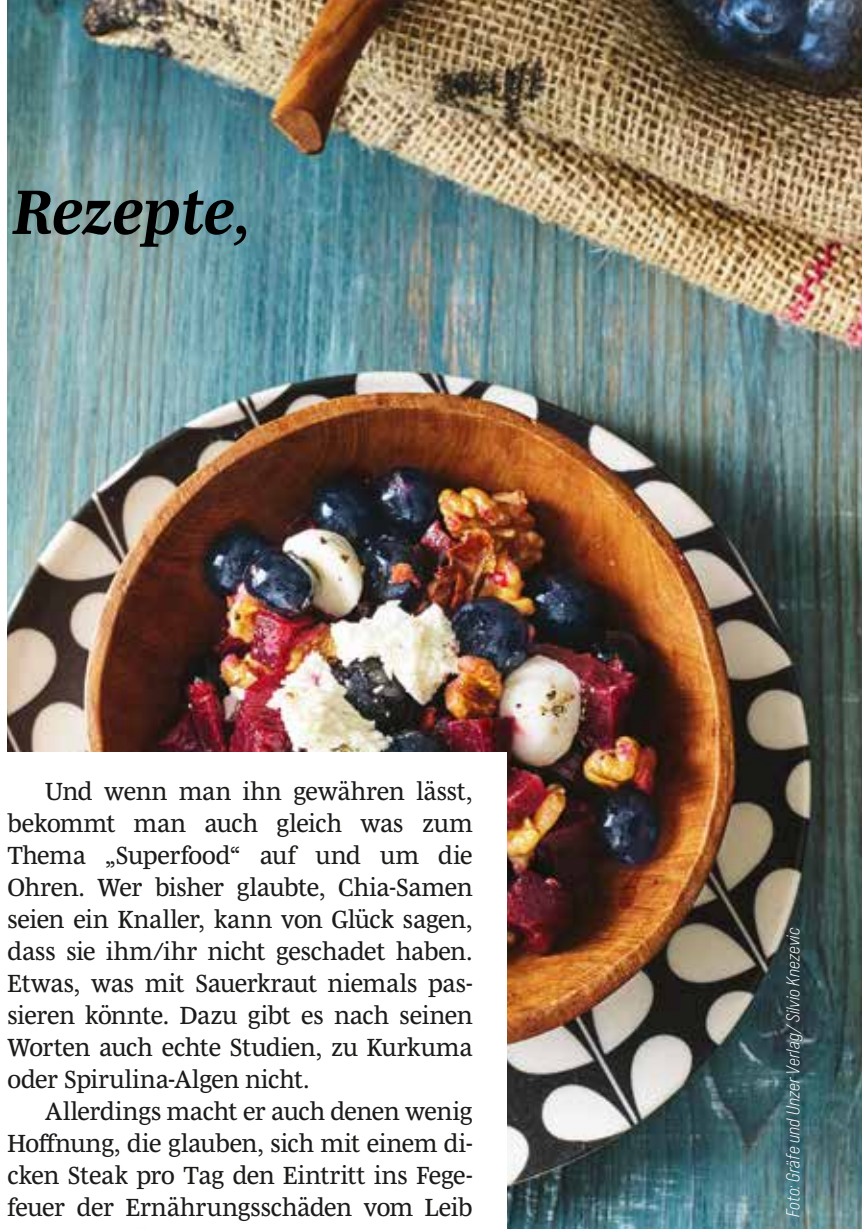 Rezepte,
Und wenn man ihn gewähren lässt,
bekommt man auch gleich was zum
Thema „Superfood“ auf und um die
Ohren. Wer bisher glaubte, Chia-Samen
seien ein Knaller, kann von Glück sagen,
dass sie ihm/ihr nicht geschadet haben.
Etwas, was mit Sauerkraut niemals pas-
sieren könnte. Dazu gibt es nach seinen
Worten auch echte Studien, zu Kurkuma
oder Spirulina-Algen nicht.
Allerdings macht er auch denen wenig
Hoffnung, die glauben, sich mit einem di-
cken Steak pro Tag den Eintritt ins Fege-
feuer der Ernährungsschäden vom Leib
Foto: Gräfe und Unzer Verlag/ Silvio Knezevic